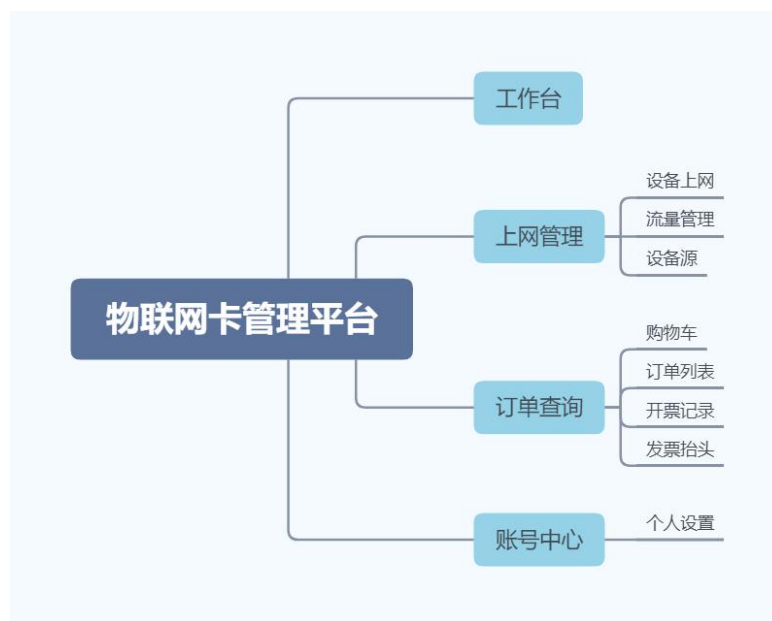 物联网卡管理平台
工作台
上网管理
设备上网
流量管理
设备源
订单查询
购物车
订单列表
开票记录
发票抬头
账号中心
个人设置